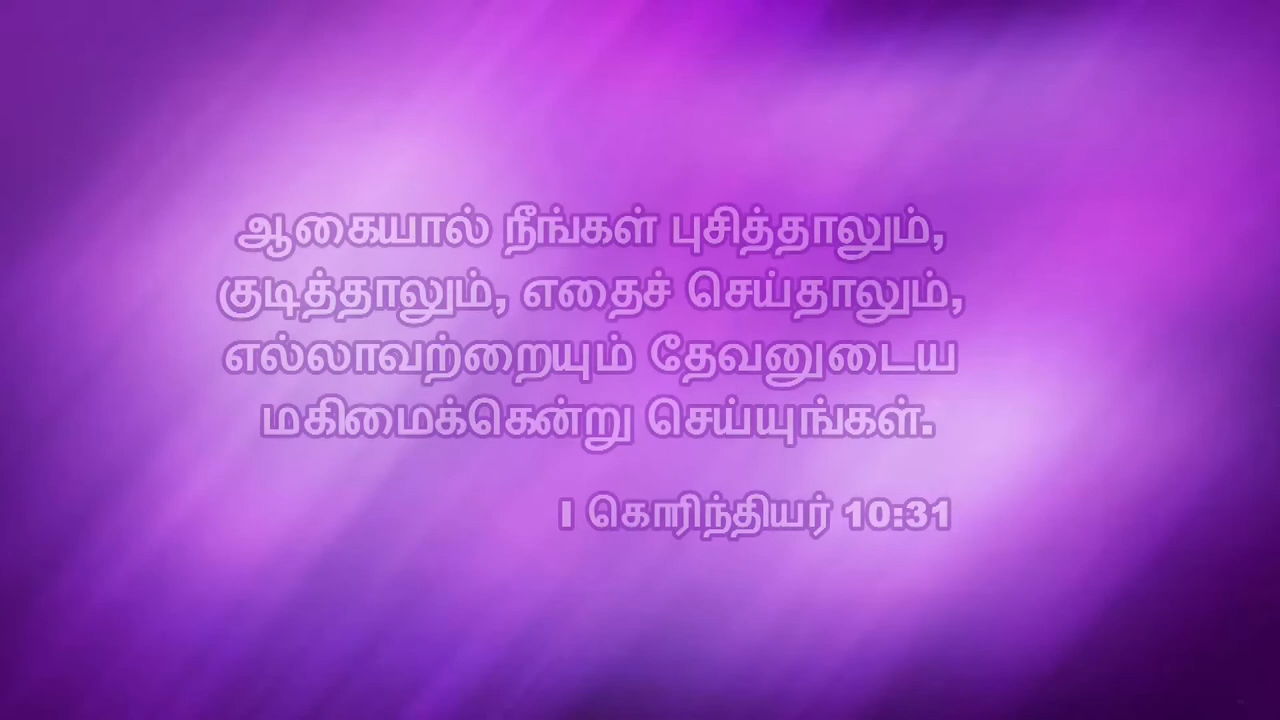 ஆகையால் நீங்கள் புசித்தாலும்,
குடித்தாலும், எதைச் செய்தாலும்,
எல்லாவற்றையும் தேவனுடைய
மகிமைக்கென்று செய்யுங்கள்.
I கொரிந்தியர் 10:31